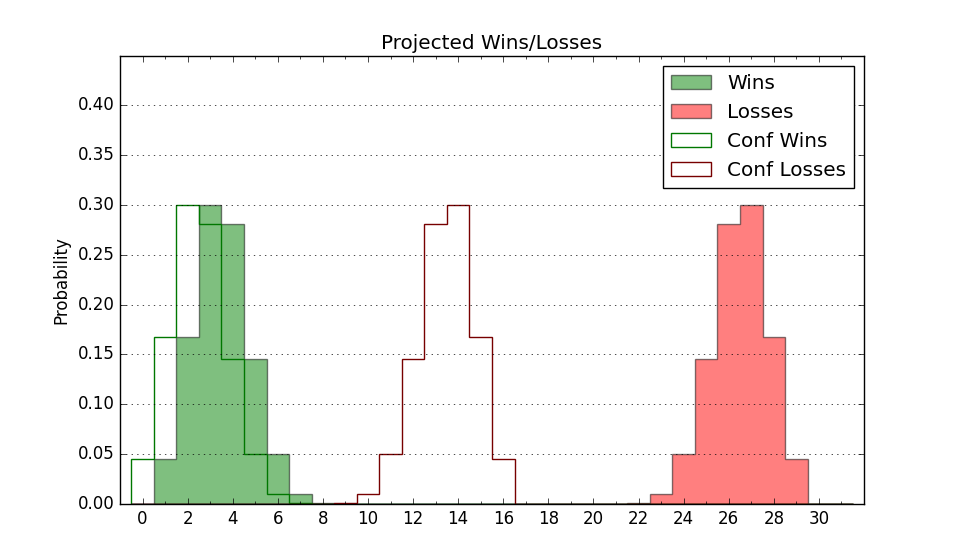 Projected Wins/Losses
Wins
Losses
Conf Wins
Conf Losses
Probability
0.40
0.35
0.30
0.25
0.20
0.15
0.10
0.05
0.00
0 2 4 6 8 10 12 14 16 18 20 22 24 26 28 30